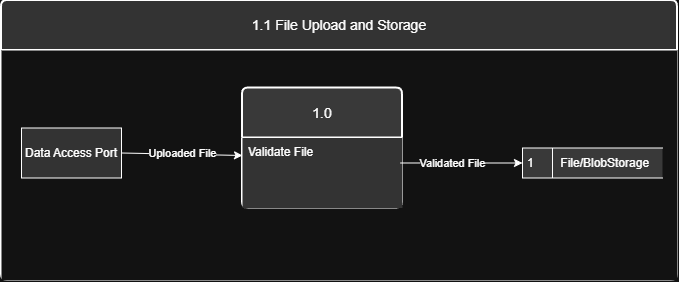 1.1 File Upload and Storage
1.0
Data Access Port
Uploaded File
Validate File
Validated File
1
File/BlobStorage